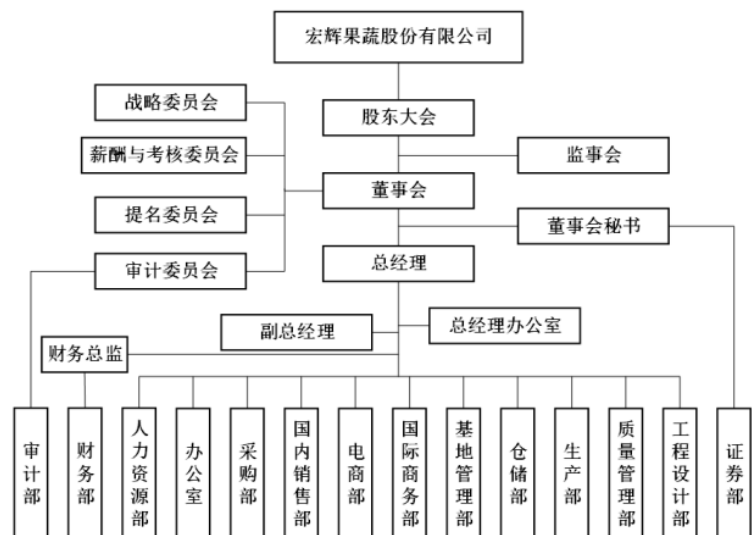 宏辉果蔬股份有限公司
战略委员会
股东大会
薪酬与考核委员会
监事会
董事会
提名委员会
董事会秘书
审计委员会
总经理
副总经理
总经理办公室
财务总监
审计部
财务部
人力资源部
办公室
采购部
国内销售部
电商部
国际商务部
基地管理部
仓储部
生产部
质量管理部
工程设计部
证券部